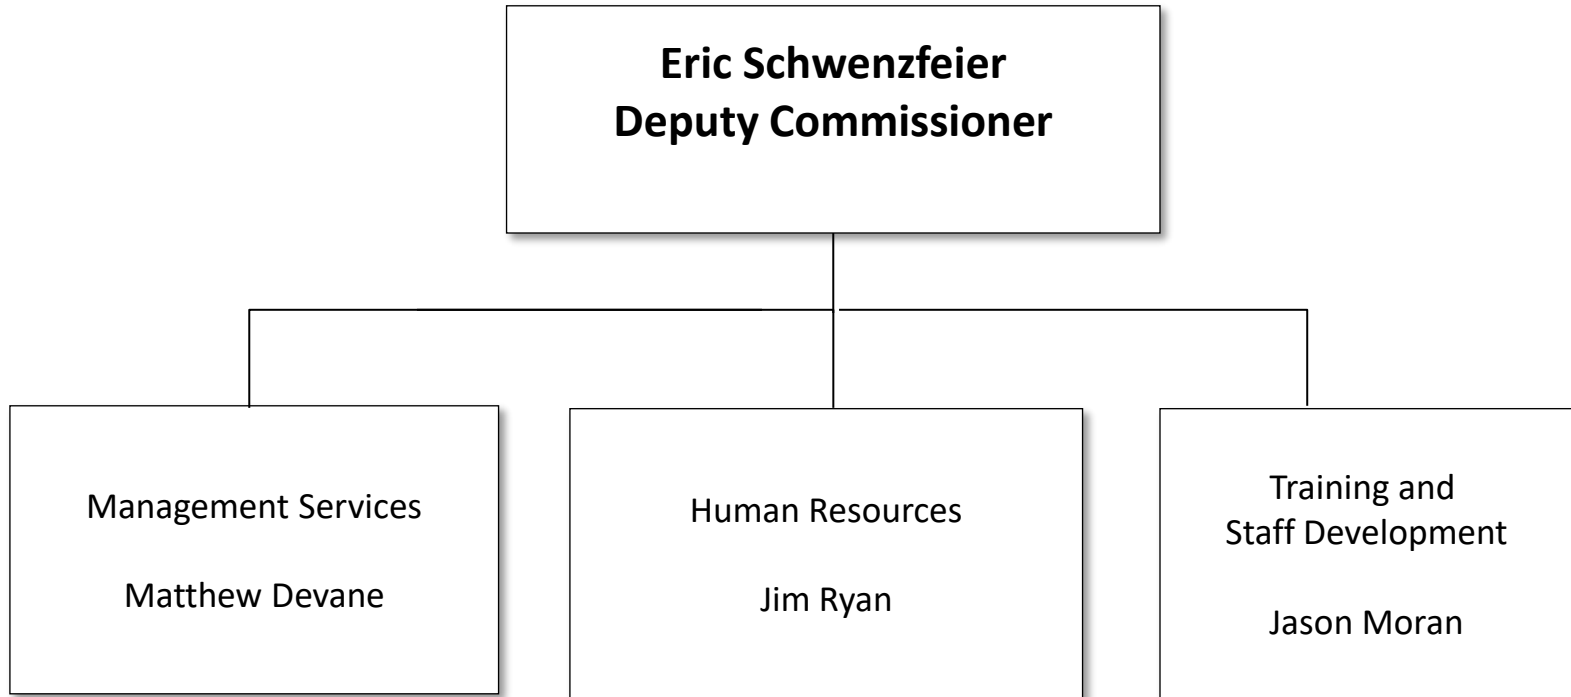 Eric Schwenzfeier
Deputy Commissioner
Management Services
Matthew Devane
Human Resources
Jim Ryan
Training and
Staff Development
Jason Moran